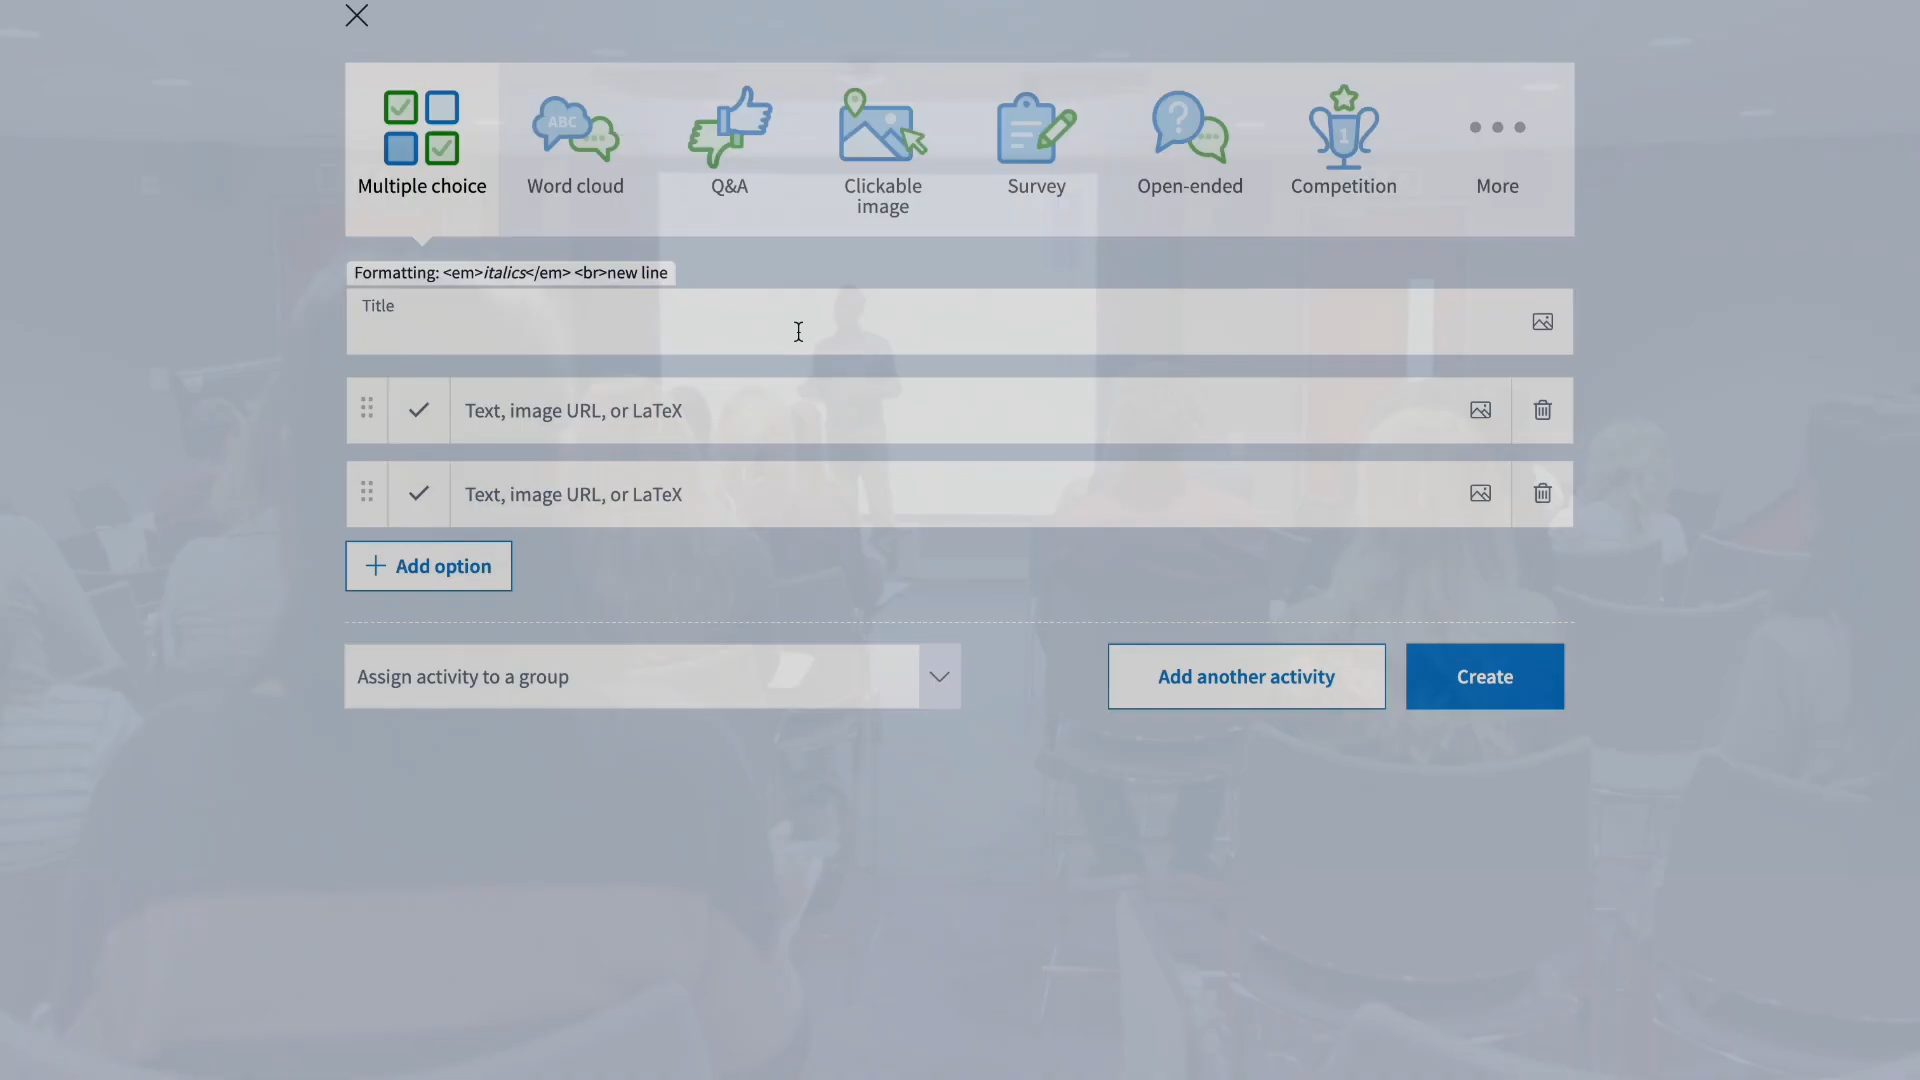 Multiple choice
ABC
Word cloud
Q&A
Clickable
image
Survey
?
Open-ended
1
Competition
More
Formatting: <em>italics</em> <br>new line
Title
Text, image URL, or LaTeX
Text, image URL, or LaTeX
Add option
Assign activity to a group
Add another activity
Create